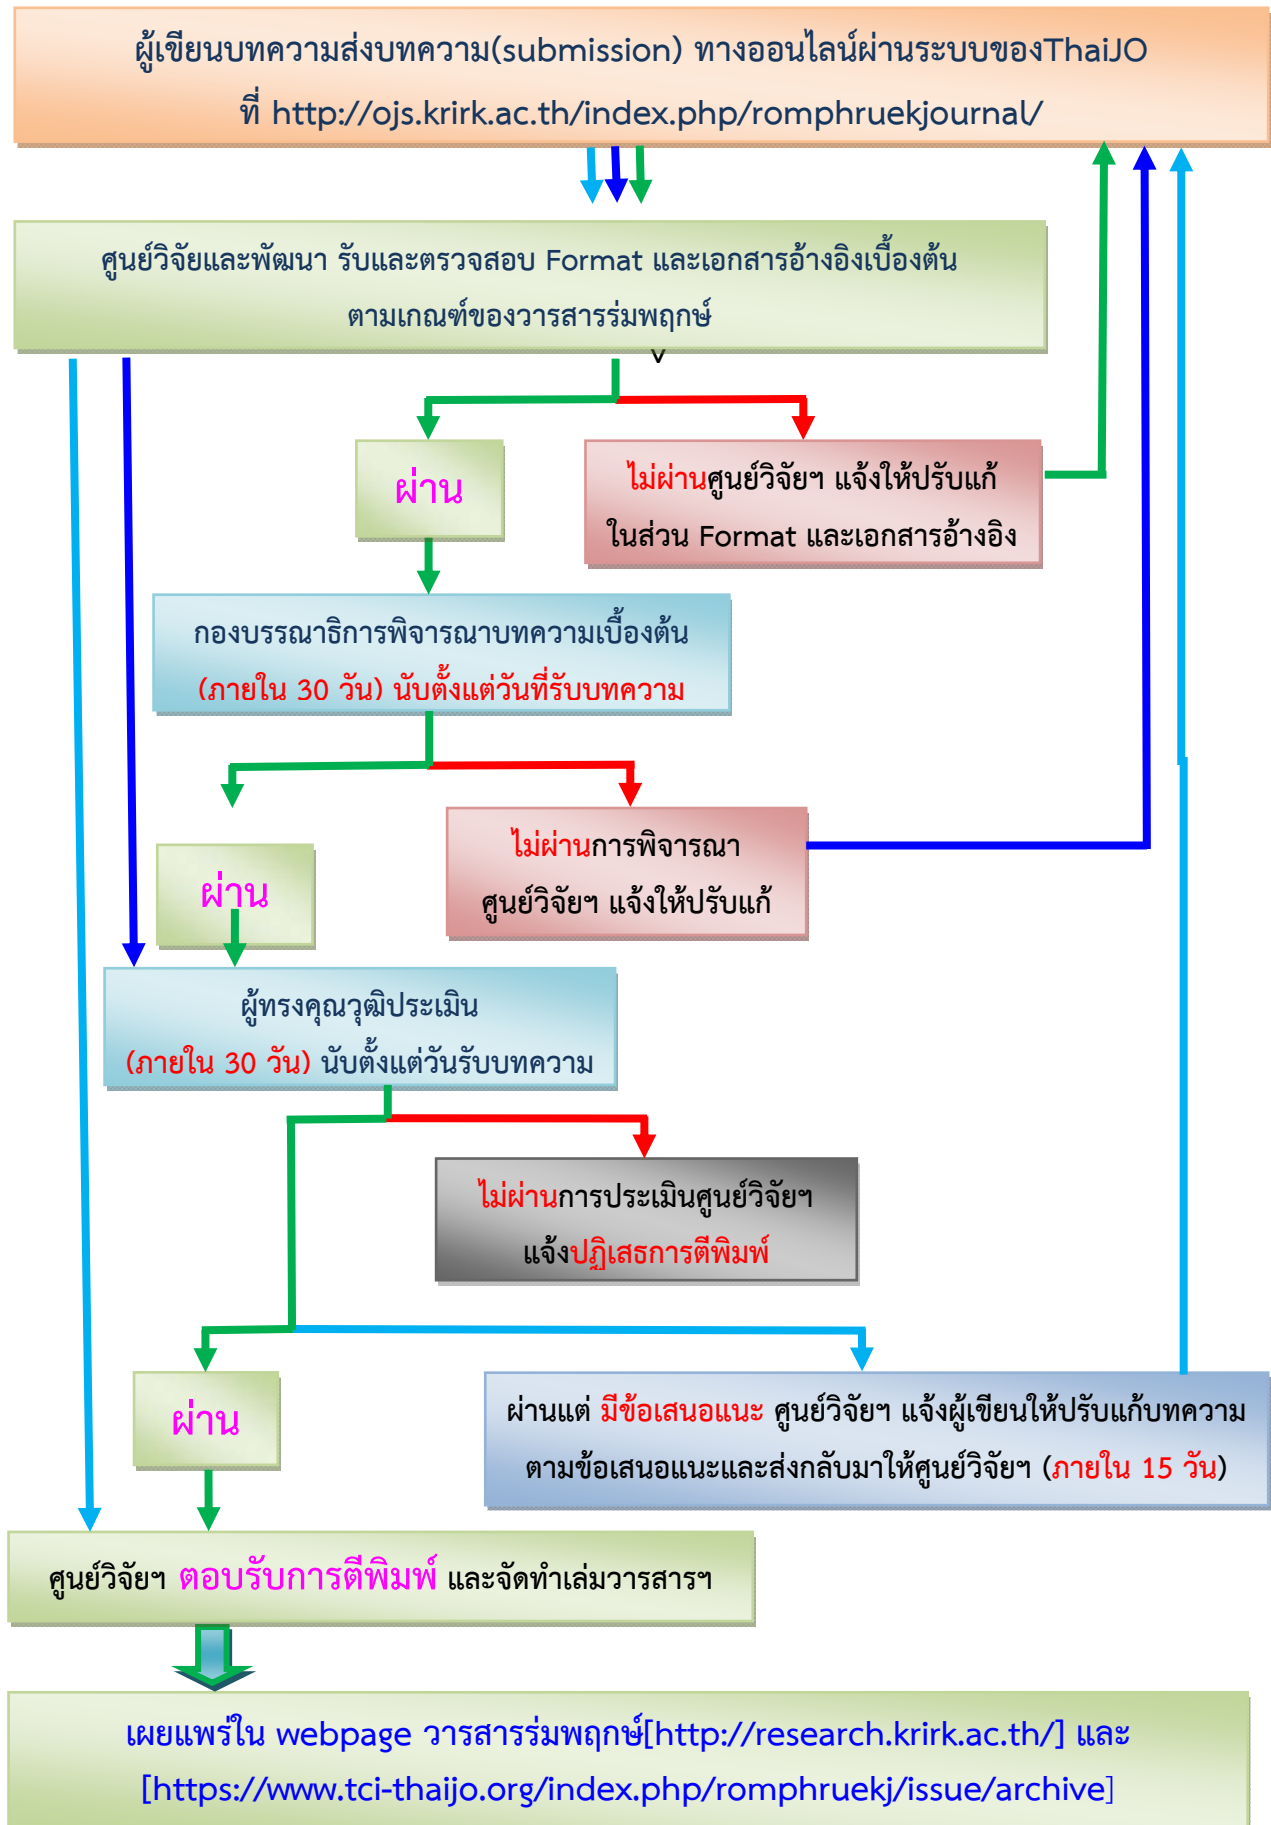 ผู้เขียนบทความส่งบทความ(submission) ทางออนไลน์ผ่านระบบของThaiJO
ที่ http://ojs.krirk.ac.th/index.php/romphruekjournal/
ศูนย์วิจัยและพัฒนา รับและตรวจสอบ Format และเอกสารอ้างอิงเบื้องต้น
ตามเกณฑ์ของวารสารร่มพฤกษ์
ผ่าน
ไม่ผ่านศูนย์วิจัยฯ แจ้งให้ปรับแก้
ในส่วน Format และเอกสารอ้างอิง
กองบรรณาธิการพิจารณาบทความเบื้องต้น
(ภายใน 30 วัน) นับตั้งแต่วันที่รับบทความ
ไม่ผ่านการพิจารณา
ศูนย์วิจัยฯ แจ้งให้ปรับแก้
ผ่าน
ผู้ทรงคุณวุฒิประเมิน
(ภายใน 30 วัน) นับตั้งแต่วันรับบทความ
ไม่ผ่านการประเมินศูนย์วิจัยฯ
แจ้งปฏิเสธการตีพิมพ์
ผ่าน
ผ่านแต่ มีข้อเสนอแนะ ศูนย์วิจัยฯ แจ้งผู้เขียนให้ปรับแก้บทความ
ตามข้อเสนอแนะและส่งกลับมาให้ศูนย์วิจัยฯ (ภายใน 15 วัน)
ศูนย์วิจัยฯ ตอบรับการตีพิมพ์ และจัดทำเล่มวารสารฯ
เผยแพร่ใน webpage วารสารร่มพฤกษ์[http://research.krirk.ac.th/] และ
[https://www.tci-thaijo.org/index.php/romphruekj/issue/archive]